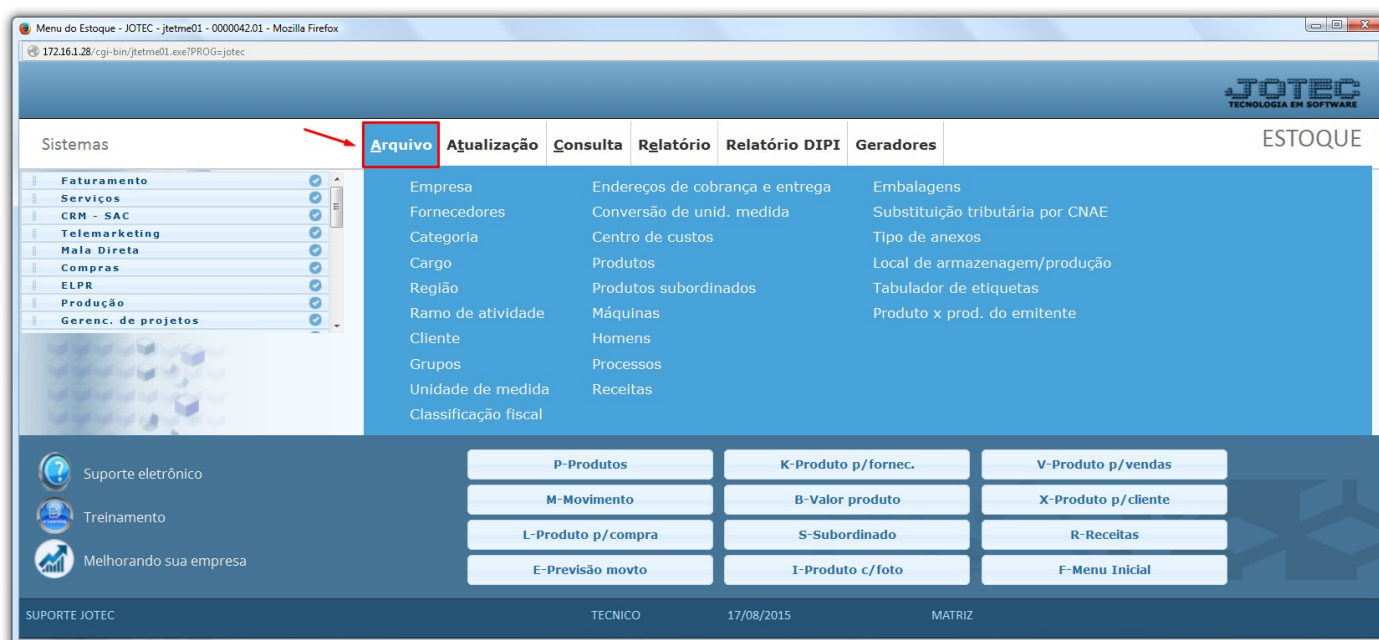 Menu do Estoque - JOTEC - jtetme01 - 0000042.01 - Mozilla Firefox
172.16.1.28/cgi-bin/jtetme01.exe?PROG=jotec
JOTEC
TECNOLOGIA EM SOFTWARE
Sistemas
Arquivo Atualização Consulta Relatório Relatório DIPI Geradores
ESTOQUE
Faturamento
Serviços
CRM - SAC
Telemarketing
Mala Direta
Compras
ELPR
Produção
Gerenc. de projetos
Empresa
Fornecedores
Categoria
Cargo
Região
Ramo de atividade
Cliente
Grupos
Unidade de medida
Classificação fiscal
Endereços de cobrança e entrega
Conversão de unid. medida
Centro de custos
Produtos
Produtos subordinados
Máquinas
Homens
Processos
Receitas
Embalagens
Substituição tributária por CNAE
Tipo de anexos
Local de armazenagem/produção
Tabulador de etiquetas
Produto x prod. do emitente
Suporte eletrônico
Treinamento
Melhorando sua empresa
P-Produtos K-Produto p/fornec. V-Produto p/vendas
M-Movimento B-Valor produto X-Produto p/cliente
L-Produto p/compra S-Subordinado R-Receitas
E-Previsão movto I-Produto c/foto F-Menu Inicial
SUPORTE JOTEC TECNICO 17/08/2015 MATRIZ